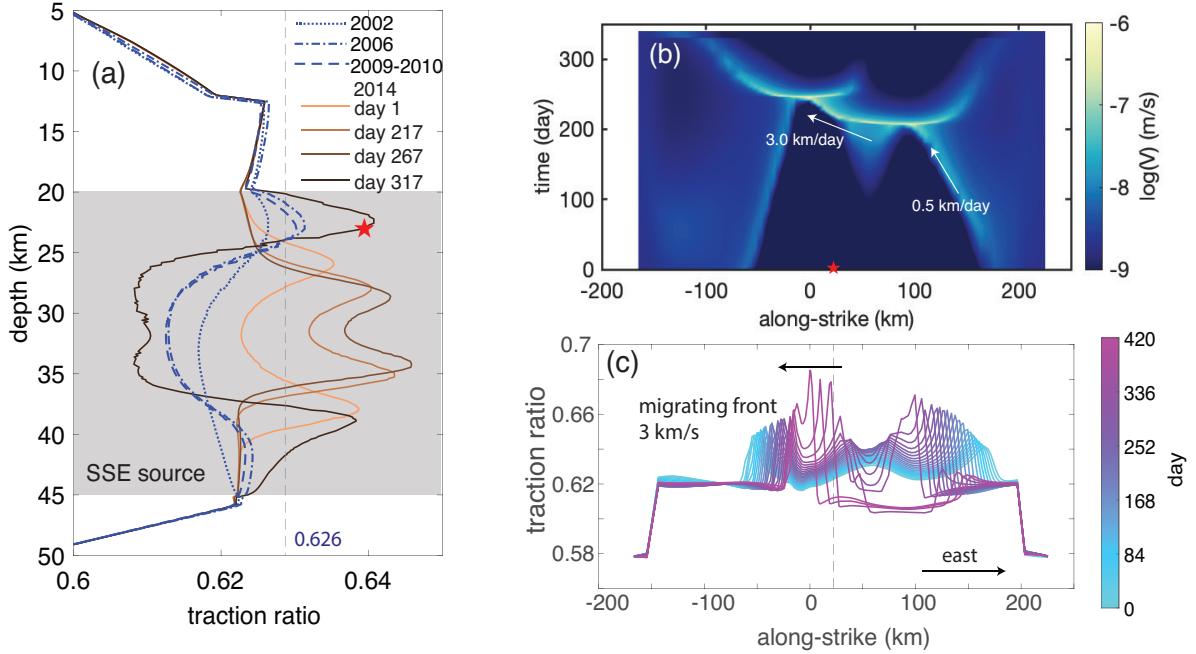 (a)
2002
2006
2009-2010
2014
day 1
day 217
day 267
day 317
5
10
15
20
25
30
35
40
45
50
depth (km)
SSE source
0.626
0.6
0.62
0.64
traction ratio
(b)
300
200
100
0
time (day)
3.0 km/day
0.5 km/day
-200
-100
0
100
200
along-strike (km)
-6
-7
-8
-9
log(V) (m/s)
(c)
0.7
0.66
0.62
0.58
traction ratio
migrating front
3 km/s
east
-200
-100
0
100
200
along-strike (km)
420
336
252
168
84
0
day